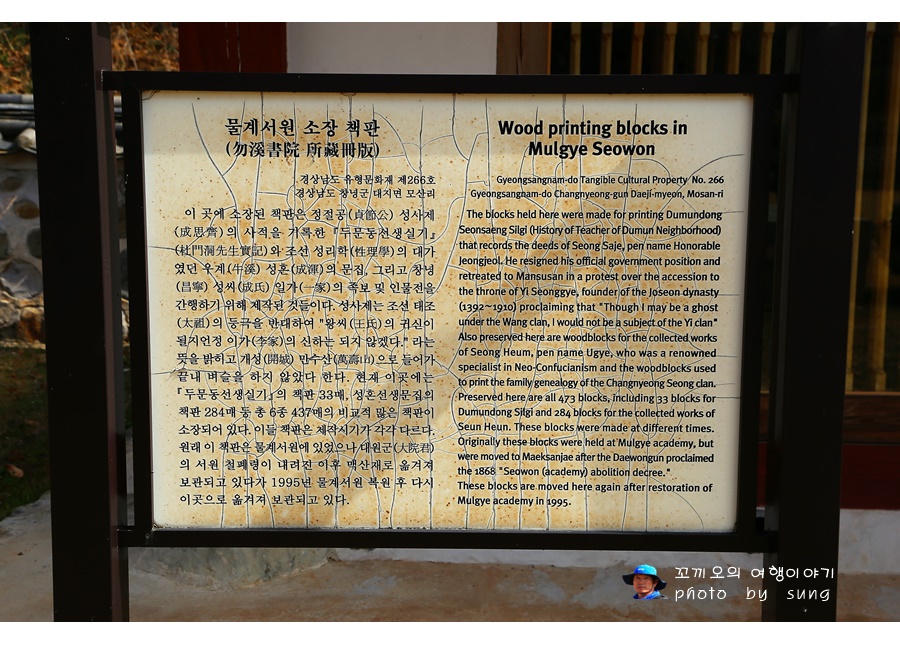 물계서원 소장 책판
(勿溪書院 所藏冊版)
경상남도 유형문화재 제266호
경상남도 창녕군 대지면 모산리
이 곳에 소장된 책판은 정절공(貞節公) 성사제
(成思齊)의 사적을 기록한 『두문동선생실기』
(杜門洞先生實記)와 조선 성리학(性理學)의 대가
였던 우계(牛溪) 성혼(成渾)의 문집, 그리고 창녕
(昌寧) 성씨(成氏) 일가(一家)의 족보 및 인물전을
간행하기 위해 제작된 것들이다. 성사제는 조선 태조
(太祖)의 등극을 반대하여 "왕씨(王氏)의 귀신이
될지언정 이가(李家)의 신하는 되지 않겠다." 라는
뜻을 밝히고 개성(開城) 만수산(萬壽山)으로 들어가
끝내 벼슬을 하지 않았다 한다. 현재 이곳에는
『두문동선생실기』의 책판 33매, 성혼선생문집의
책판 284매 등 총 6종 437매의 비교적 많은 책판이
소장되어 있다. 이들 책판은 제작시기가 각각 다르다.
원래 이 책판은 물계서원에 있었으나 대원군(大院君)
의 서원 철폐령이 내려진 이후 맥산재로 옮겨져
보관되고 있다가 1995년 물계서원 복원 후 다시
이곳으로 옮겨져 보관되고 있다.
Wood printing blocks in
Mulgye Seowon
Gyeongsangnam-do Tangible Cultural Property No. 266
Gyeongsangnam-do Changnyeong-gun Daeji-myeon, Mosan-ri
The blocks held here were made for printing Dumundong
Seonsaeng Silgi (History of Teacher of Dumun Neighborhood)
that records the deeds of Seong Saje, pen name Honorable
Jeongjeol. He resigned his official government position and
retreated to Mansusan in a protest over the accession to
the throne of Yi Seonggye, founder of the Joseon dynasty
(1392~1910) proclaiming that "Though I may be a ghost
under the Wang clan, I would not be a subject of the Yi clan"
Also preserved here are woodblocks for the collected works
of Seong Heum, pen name Ugye, who was a renowned
specialist in Neo-Confucianism and the woodblocks used
to print the family genealogy of the Changnyeong Seong clan.
Preserved here are all 473 blocks, including 33 blocks for
Dumundong Silgi and 284 blocks for the collected works of
Seun Heun. These blocks were made at different times.
Originally these blocks were held at Mulgye academy, but
were moved to Maeksanjae after the Daewongun proclaimed
the 1868 "Seowon (academy) abolition decree."
These blocks are moved here again after restoration of
Mulgye academy in 1995.
꼬끼오의 여행이야기
photo by sung